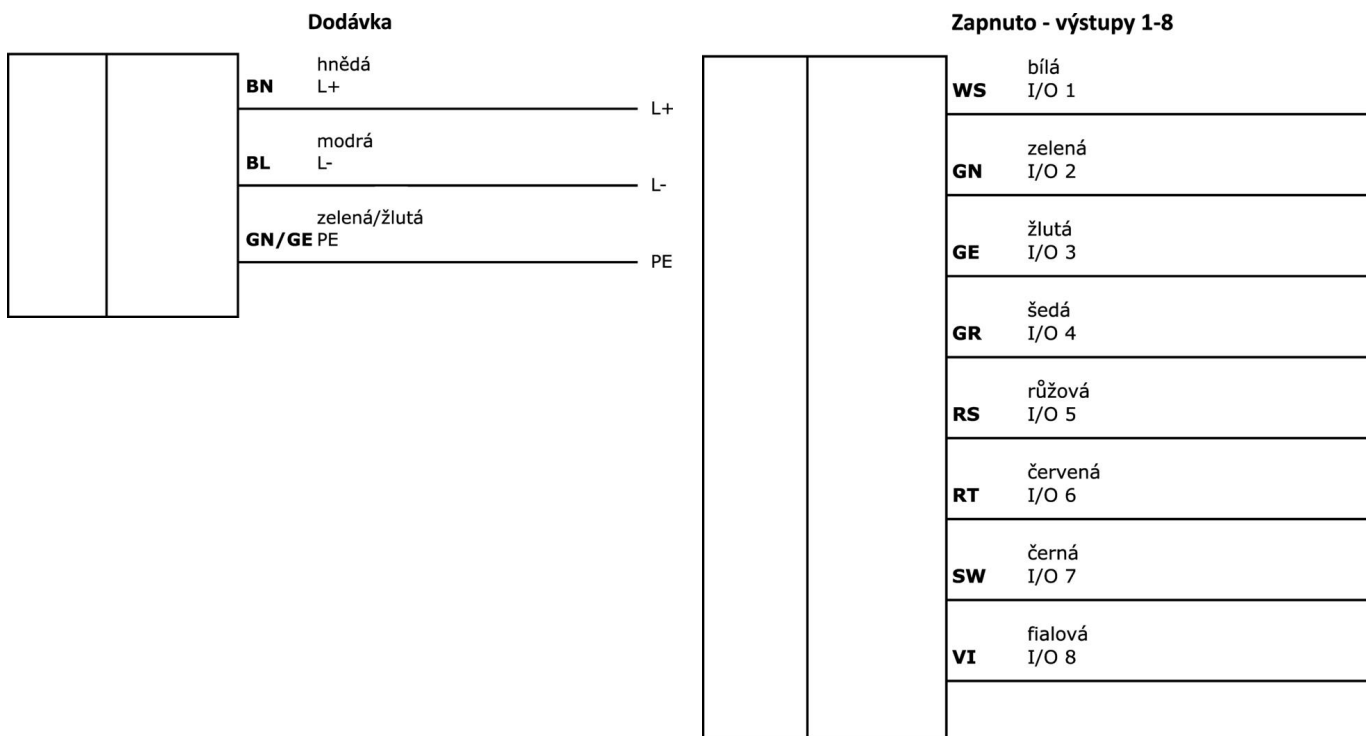 Dodávka
hnědá
BN L+
L+
modrá
BL L-
L-
zelená/žlutá
GN/GE PE
PE
Zapnuto - výstupy 1-8
bílá
WS I/O 1
zelená
GN I/O 2
žlutá
GE I/O 3
šedá
GR I/O 4
růžová
RS I/O 5
červená
RT I/O 6
černá
SW I/O 7
fialová
VI I/O 8